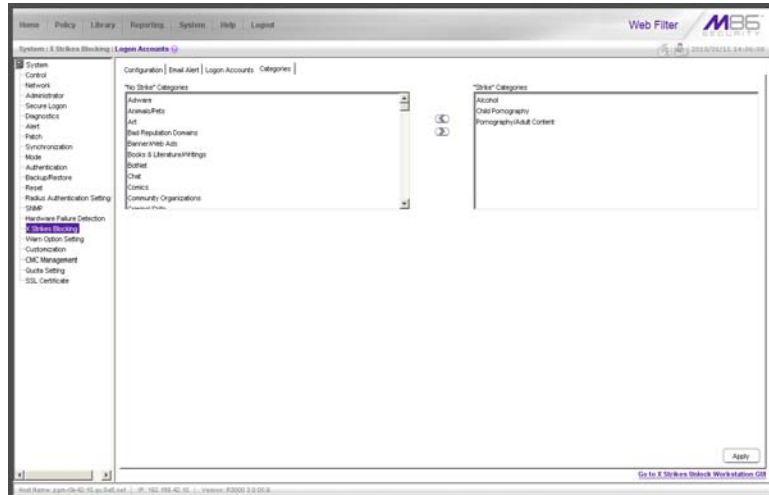 Home Policy Library Reporting System Help Logout
Web Filter
M86
SECURITY
System : X Strikes Blocking : Logon Accounts
System
Control
Network
Administrator
Secure Logon
Diagnostics
Alert
Patch
Synchronization
Mode
Authentication
Backup/Restore
Reset
Radius Authentication Setting
SNMP
Hardware Failure Detection
X Strikes Blocking
Warn Option Setting
Customization
CMC Management
Quota Setting
SSL Certificate
Configuration Email Alert Logon Accounts Categories
"No Strike" Categories
Adware
Animals/Pets
Art
Bad Reputation Domains
Banner/Web Ads
Books & Literature/Writings
BotNet
Chat
Comics
Community Organizations
"Strike" Categories
Alcohol
Child Pornography
Pornography/Adult Content
Apply
Go to X Strikes Unlock Workstation GUI
Host Name: